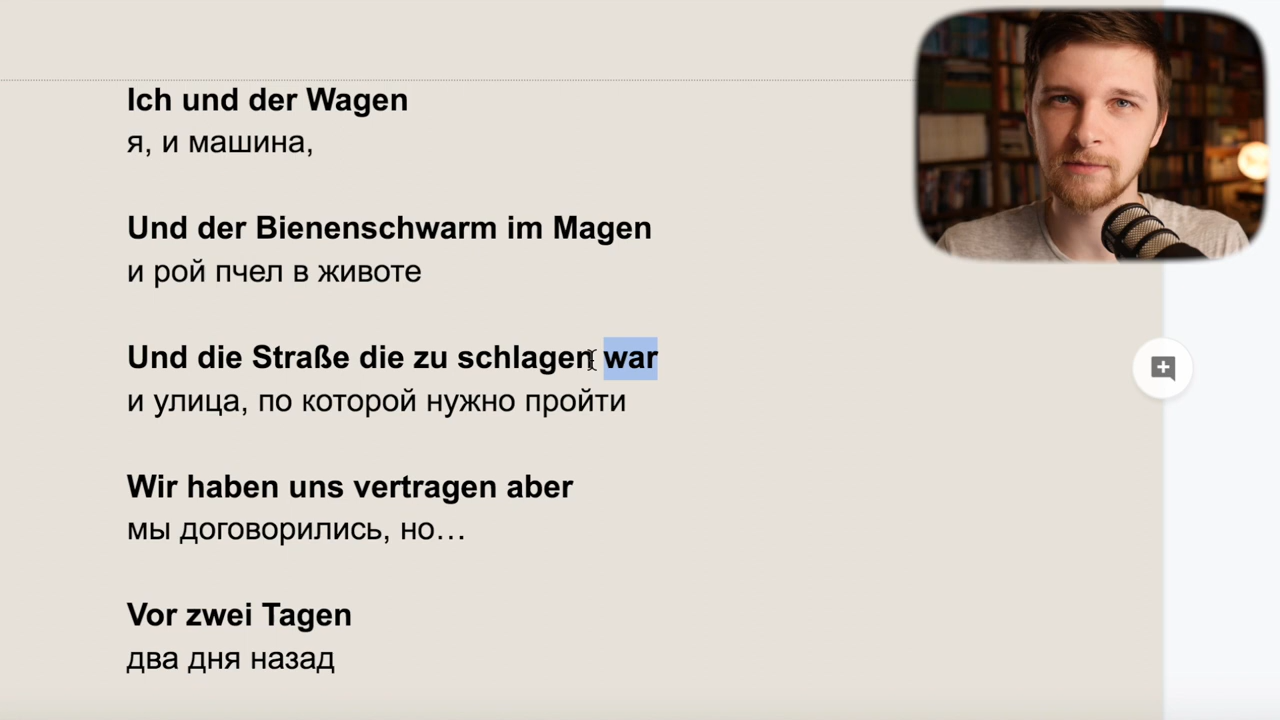 Ich und der Wagen
я, и машина,
Und der Bienenschwarm im Magen
и рой пчел в животе
Und die Straße die zu schlagen war
и улица, по которой нужно пройти
Wir haben uns vertragen aber
мы договорились, но…
Vor zwei Tagen
два дня назад